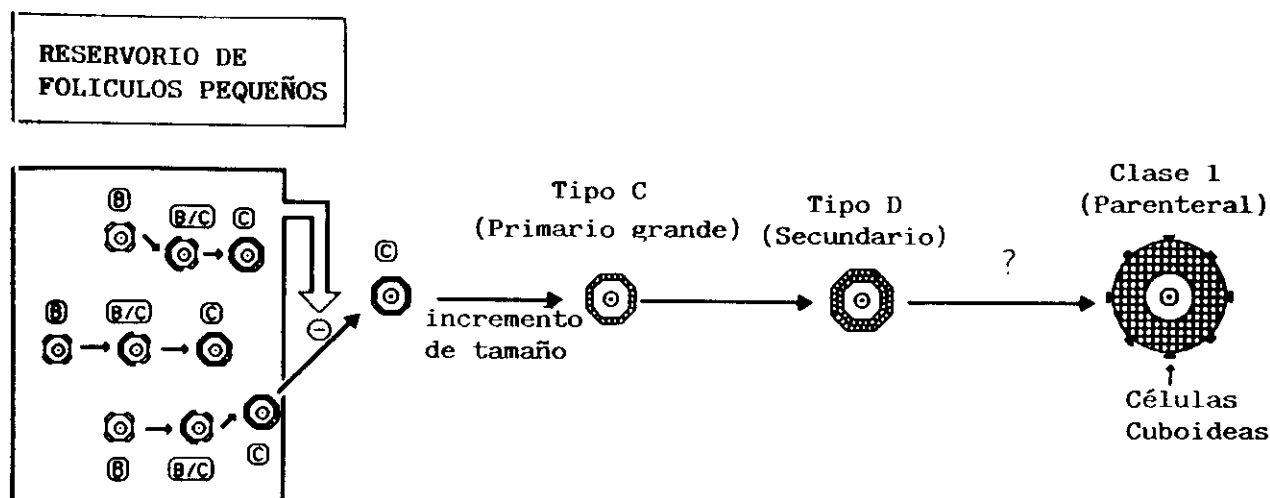 RESERVORIO DE
FOLICULOS PEQUEÑOS
B
B/C
C
B
B/C
C
B
B/C
C
C
incremento
de tamaño
Tipo C
(Primario grande)
Tipo D
(Secundario)
?
Clase 1
(Parenteral)
Células
Cuboideas